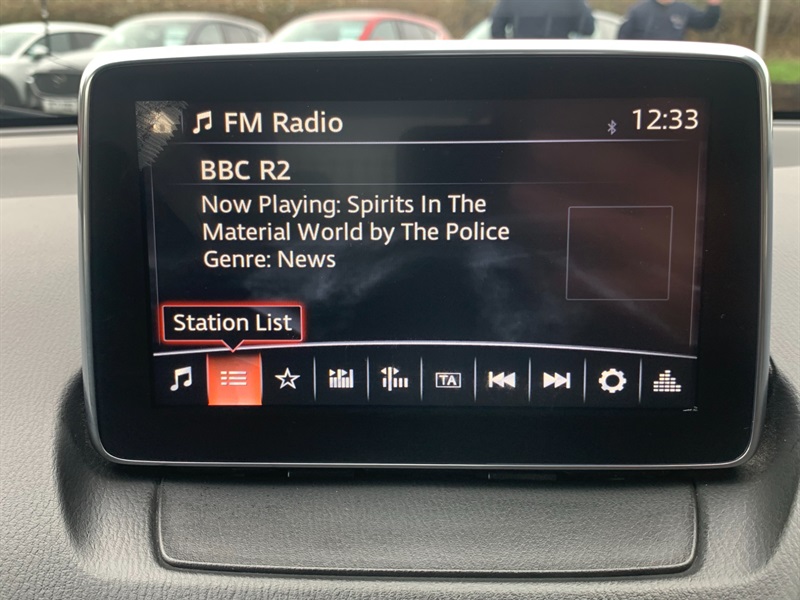 FM Radio
12:33
BBC R2
Now Playing: Spirits In The
Material World by The Police
Genre: News
Station List
TA